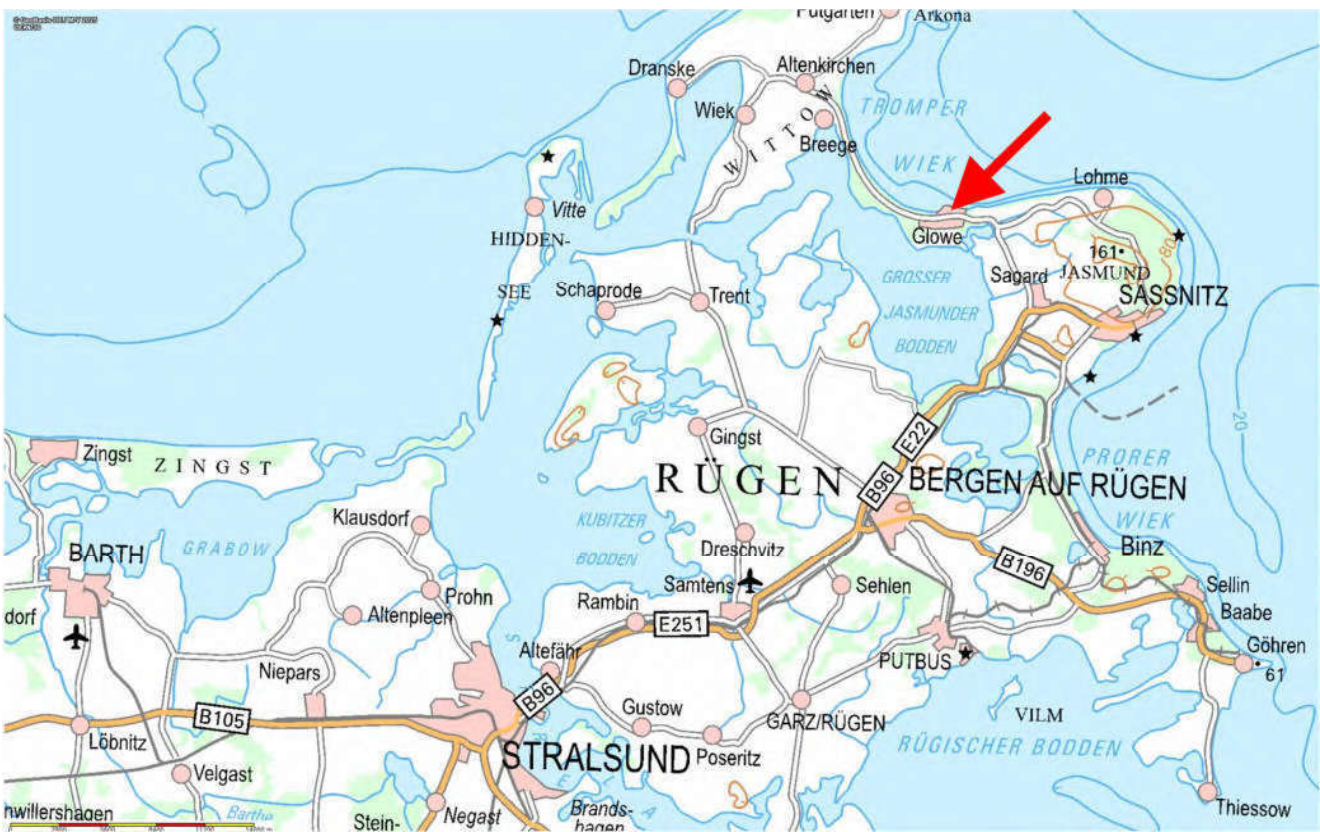 © GeoBasis-DE/M-V 2025
Putgarten
Arkona
Dranske
Altenkirchen
Wiek
Breege
WITTOW
TROMPER
WIEK
Lohme
Glowe
161
JASMUND
80
Vitte
HIDDEN-
SEE
Schaprode
Trent
GROSSER
JASMUNDER
BODDEN
Sagard
SASSNITZ
20
Zingst
ZINGST
Gingst
E22
B96
RÜGEN
BERGEN AUF RÜGEN
PRORER
WIEK
Klausdorf
KUBITZER
BODDEN
GRABOW
BARTH
Dreschvitz
Binz
B196
Prohn
Samtens
Sehlen
Sellin
Baabe
dorf
Altenpleen
Rambin
E251
Altefähr
PUTBUS
Göhren
61
Niepars
B96
B105
Gustow
GARZ/RÜGEN
VILM
Löbnitz
STRALSUND
Poseritz
RÜGISCHER BODDEN
Velgast
Thiessow
Barthe
Negast
Brands-
hagen
Stein-